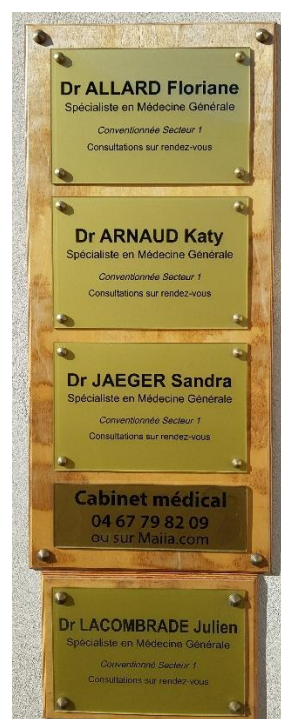 Dr ALLARD Floriane
Spécialiste en Médecine Générale
Conventionnée Secteur 1
Consultations sur rendez-vous
Dr ARNAUD Katy
Spécialiste en Médecine Générale
Conventionnée Secteur 1
Consultations sur rendez-vous
Dr JAEGER Sandra
Spécialiste en Médecine Générale
Conventionnée Secteur 1
Consultations sur rendez-vous
Cabinet médical
04 67 79 82 09
ou sur Maiia.com
Dr LACOMBRADE Julien
Spécialiste en Médecine Générale
Conventionné Secteur 1
Consultations sur rendez-vous